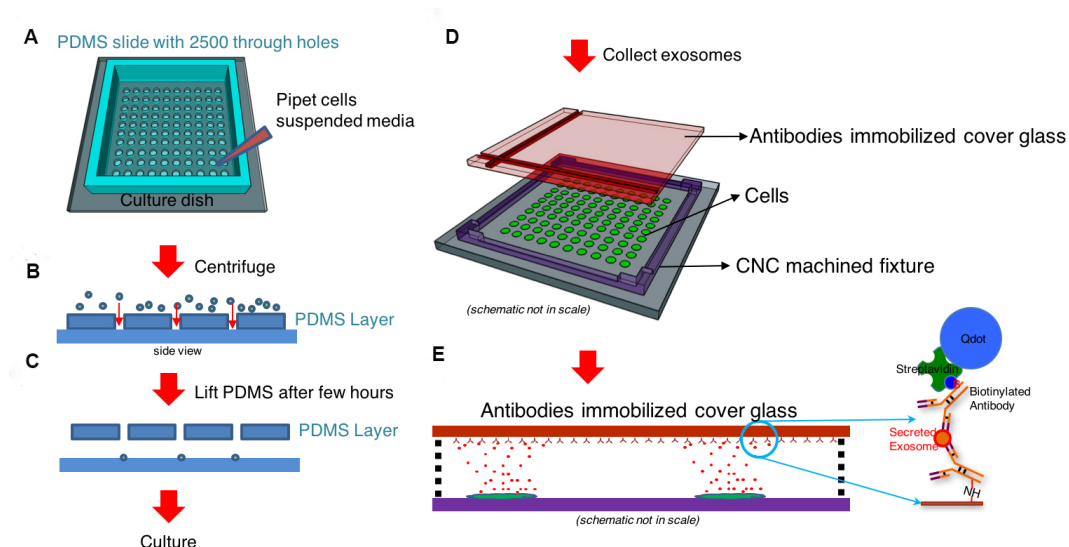 A
PDMS slide with 2500 through holes
Pipet cells
suspended media
Culture dish
Centrifuge
B
PDMS Layer
side view
C
Lift PDMS after few hours
PDMS Layer
Culture
D
Collect exosomes
Antibodies immobilized cover glass
Cells
CNC machined fixture
(schematic not in scale)
E
Antibodies immobilized cover glass
(schematic not in scale)
Qdot
Streptavidin
B
Biotinylated
Antibody
Secreted
Exosome
NH